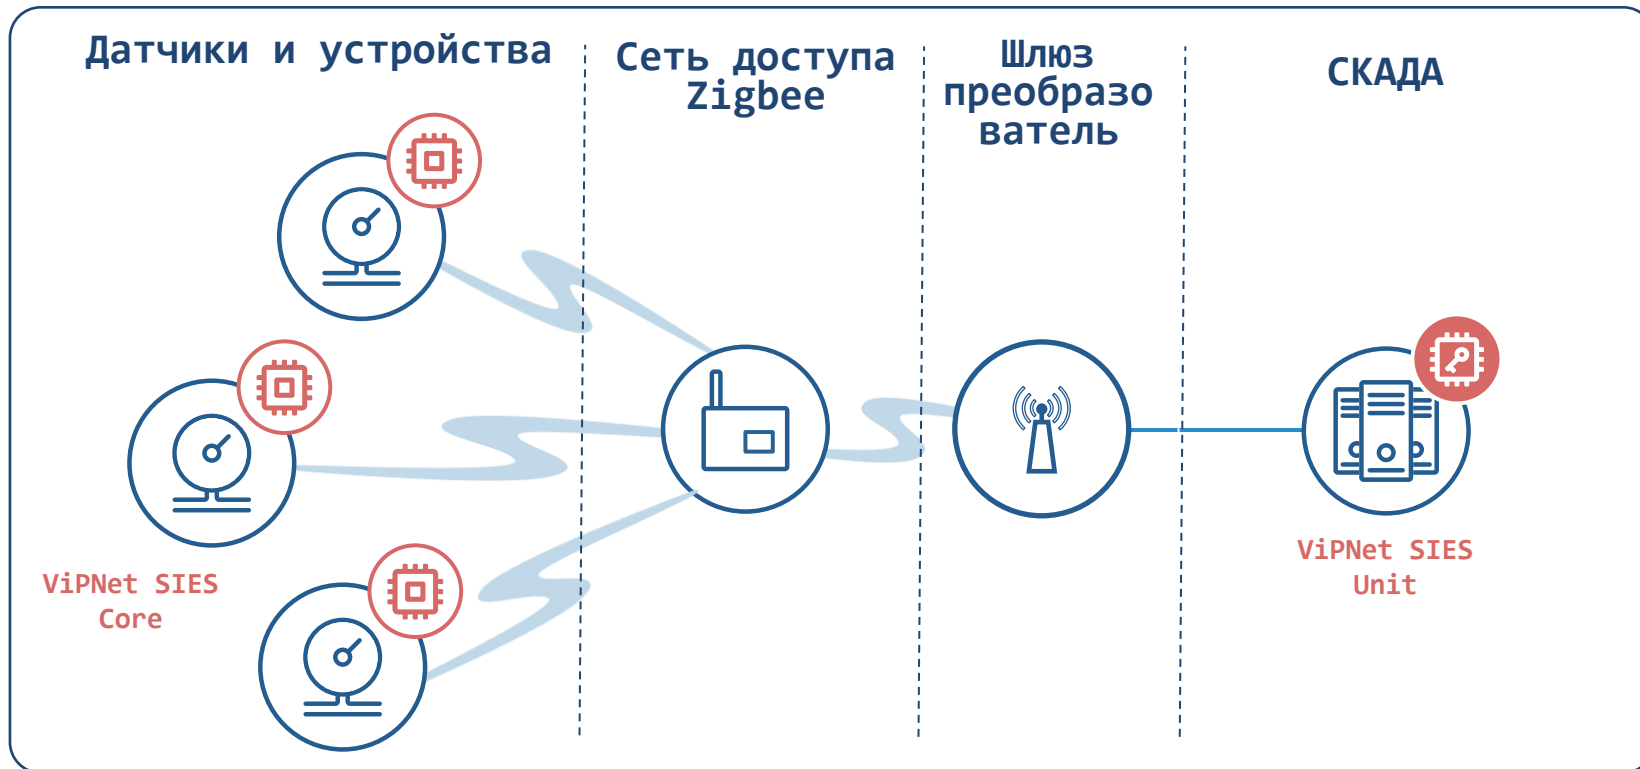 Датчики и устройства
Сеть доступа
Zigbee
Шлюз
преобразо
ватель
СКАДА
ViPNet SIES
Core
ViPNet SIES
Unit